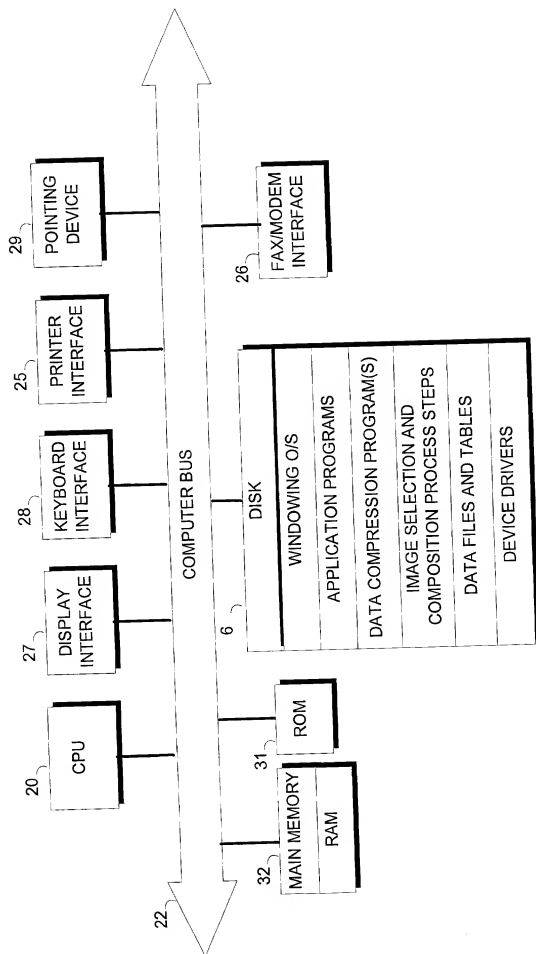 20
CPU
27
DISPLAY
INTERFACE
28
KEYBOARD
INTERFACE
25
PRINTER
INTERFACE
29
POINTING
DEVICE
22
COMPUTER BUS
32
MAIN MEMORY
RAM
31
ROM
6
DISK
WINDOWING O/S
APPLICATION PROGRAMS
DATA COMPRESSION PROGRAM(S)
IMAGE SELECTION AND
COMPOSITION PROCESS STEPS
DATA FILES AND TABLES
DEVICE DRIVERS
26
FAX/MODEM
INTERFACE